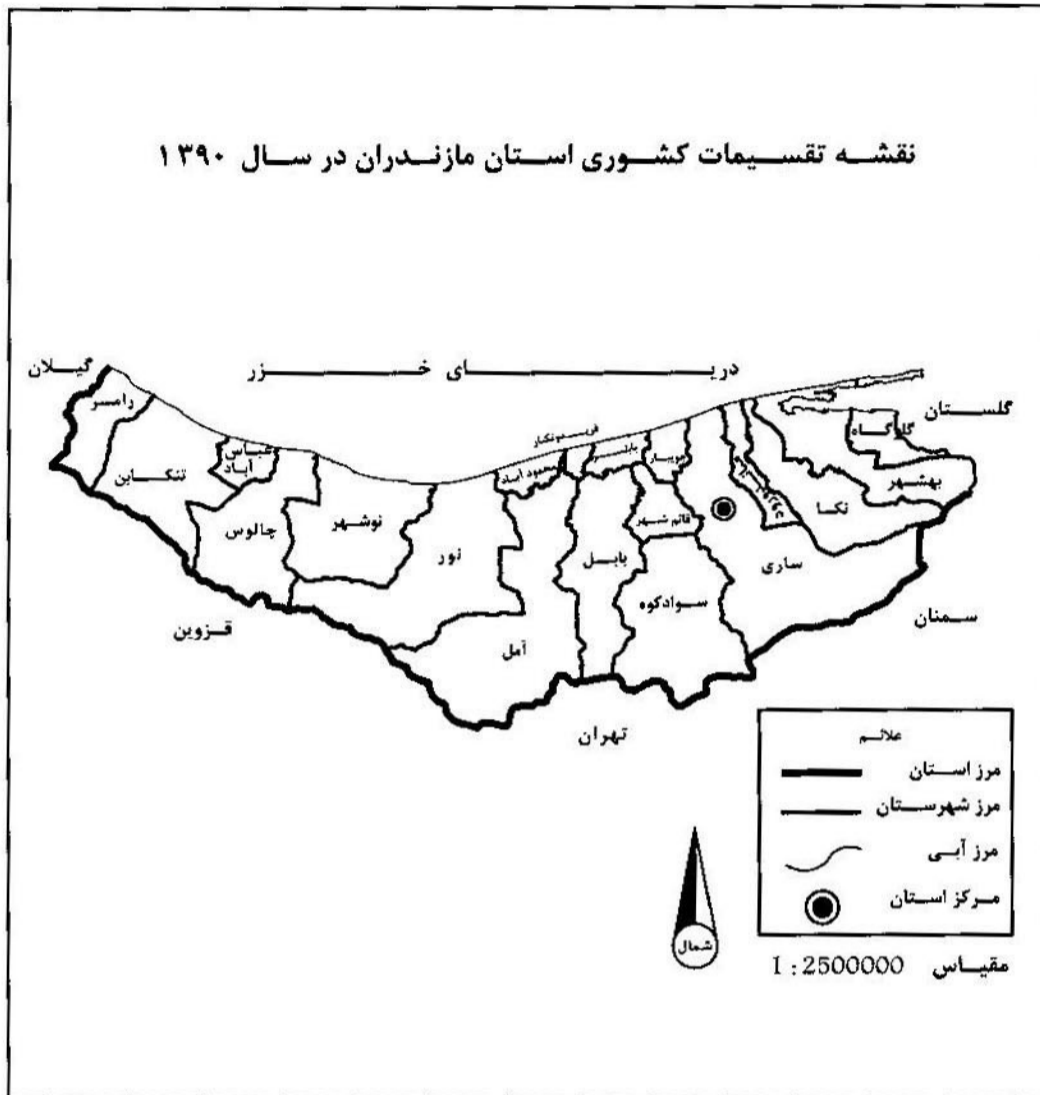 نقشه تقسیمات کشوری استان مازندران در سال ۱۳۹۰
گیلان
دریای خزر
گلستان
رامسر
تنکابن
عباس آباد
چالوس
نوشهر
نور
محمود آباد
فریدونکنار
بابلسر
جویبار
آمل
بابل
قائم شهر
سوادکوه
ساری
نکا
بهشهر
گلوگاه
قزوین
تهران
سمنان
علائم
مرز استان
مرز شهرستان
مرز آبی
مرکز استان
شمال
مقیاس 1:2500000